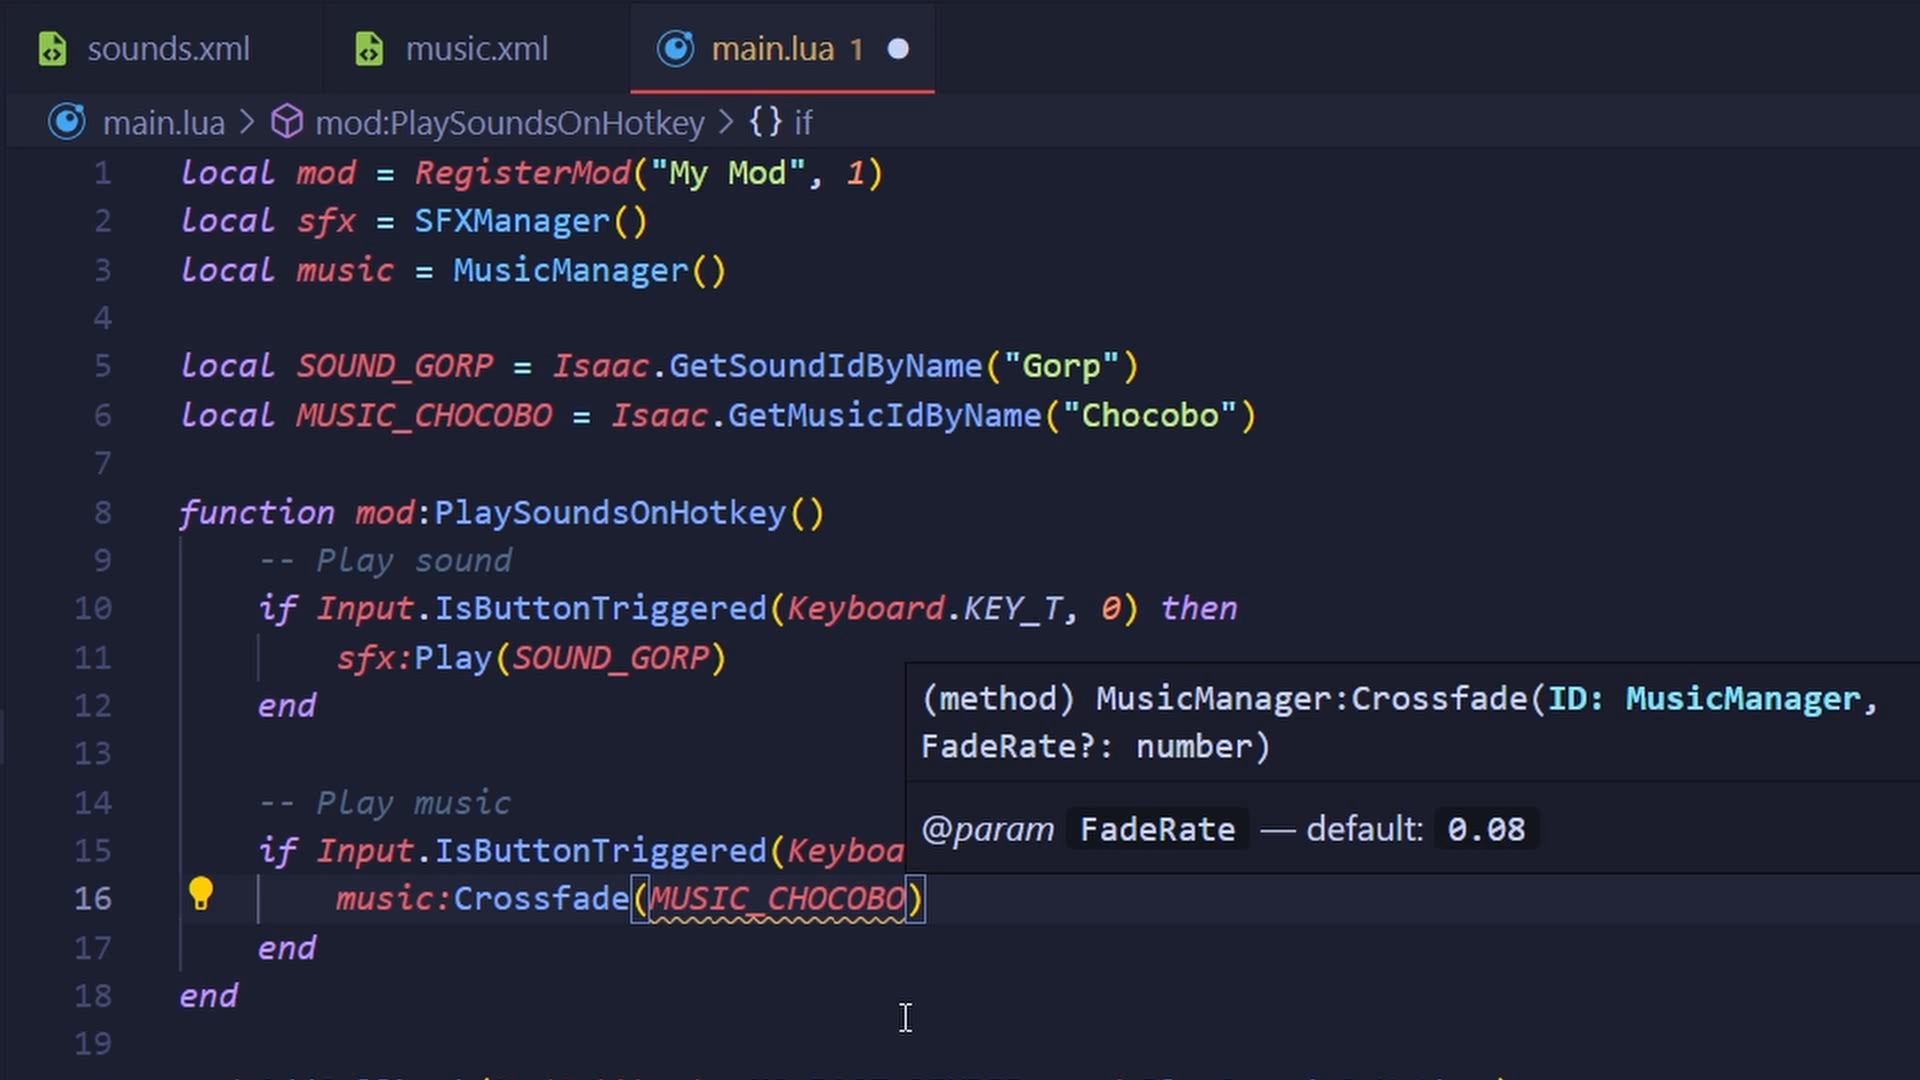 sounds.xml music.xml main.lua 1
main.lua > mod:PlaySoundsOnHotkey > {} if
1 local mod = RegisterMod("My Mod", 1)
2 local sfx = SFXManager()
3 local music = MusicManager()
4
5 local SOUND_GORP = Isaac.GetSoundIdByName("Gorp")
6 local MUSIC_CHOCOBO = Isaac.GetMusicIdByName("Chocobo")
7
8 function mod:PlaySoundsOnHotkey()
9 -- Play sound
10 if Input.IsButtonTriggered(Keyboard.KEY_T, 0) then
11 sfx:Play(SOUND_GORP)
12 end
(method) MusicManager:Crossfade(ID: MusicManager,
FadeRate?: number)
13
14 -- Play music
@param FadeRate — default: 0.08
15 if Input.IsButtonTriggered(Keyboa
16 music:Crossfade(MUSIC_CHOCOBO)
17 end
18 end
19